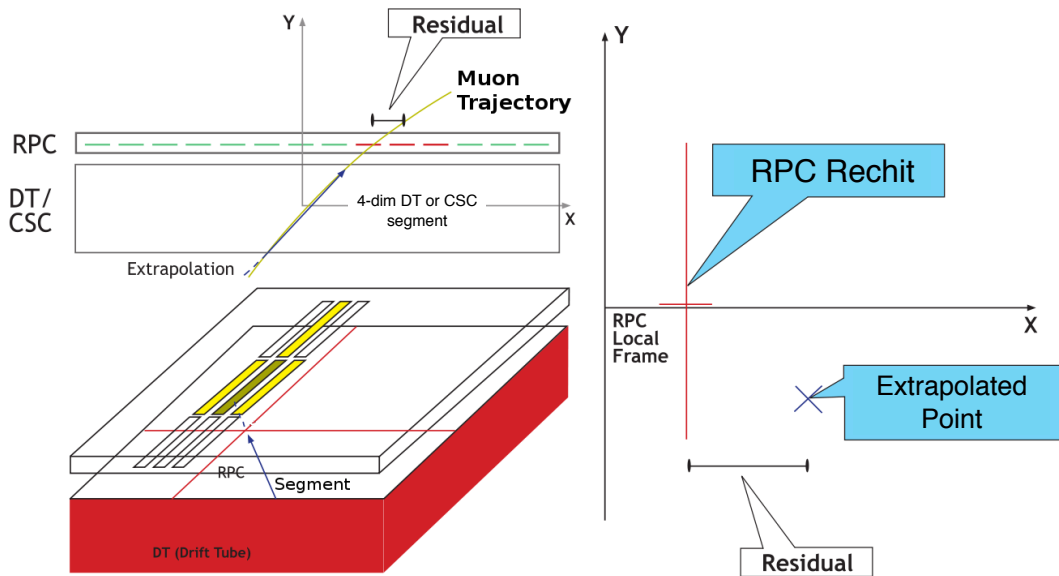 Y
Residual
Muon
Trajectory
RPC
DT/
CSC
4-dim DT or CSC
segment
X
Extrapolation
RPC
Segment
DT (Drift Tube)
Y
RPC Rechit
RPC
Local
Frame
X
Extrapolated
Point
Residual